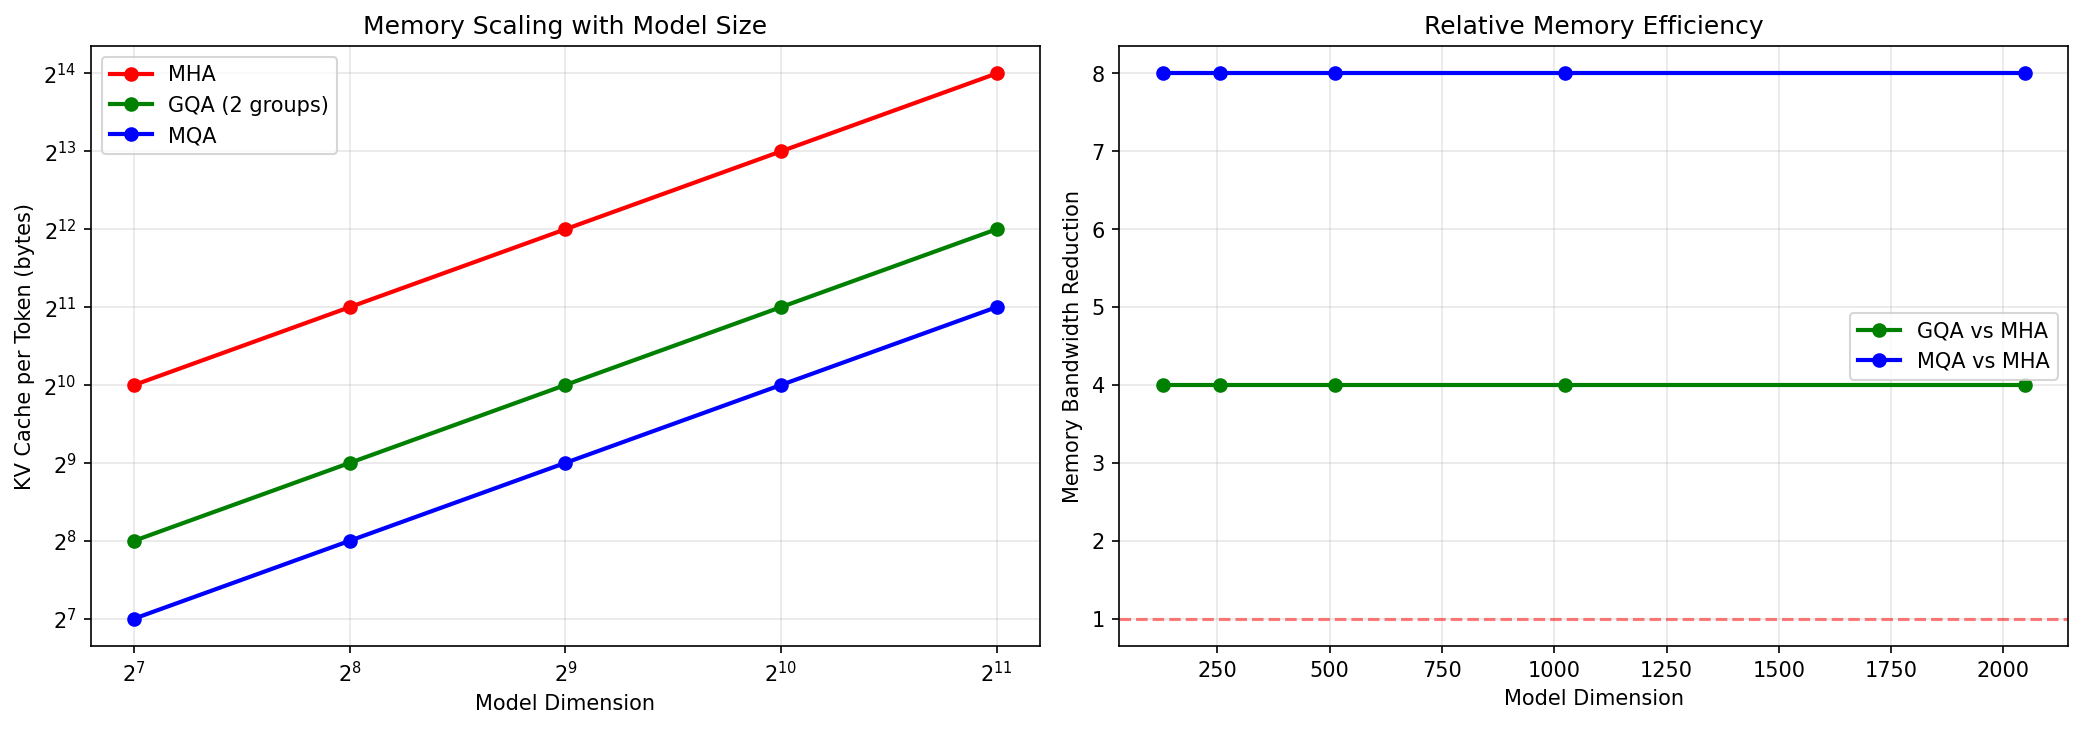 Memory Scaling with Model Size
MHA
GQA (2 groups)
MQA
2^14
2^13
2^12
2^11
2^10
2^9
2^8
2^7
KV Cache per Token (bytes)
2^7 2^8 2^9 2^10 2^11
Model Dimension
Relative Memory Efficiency
8
7
6
5
4
3
2
1
Memory Bandwidth Reduction
GQA vs MHA
MQA vs MHA
250 500 750 1000 1250 1500 1750 2000
Model Dimension